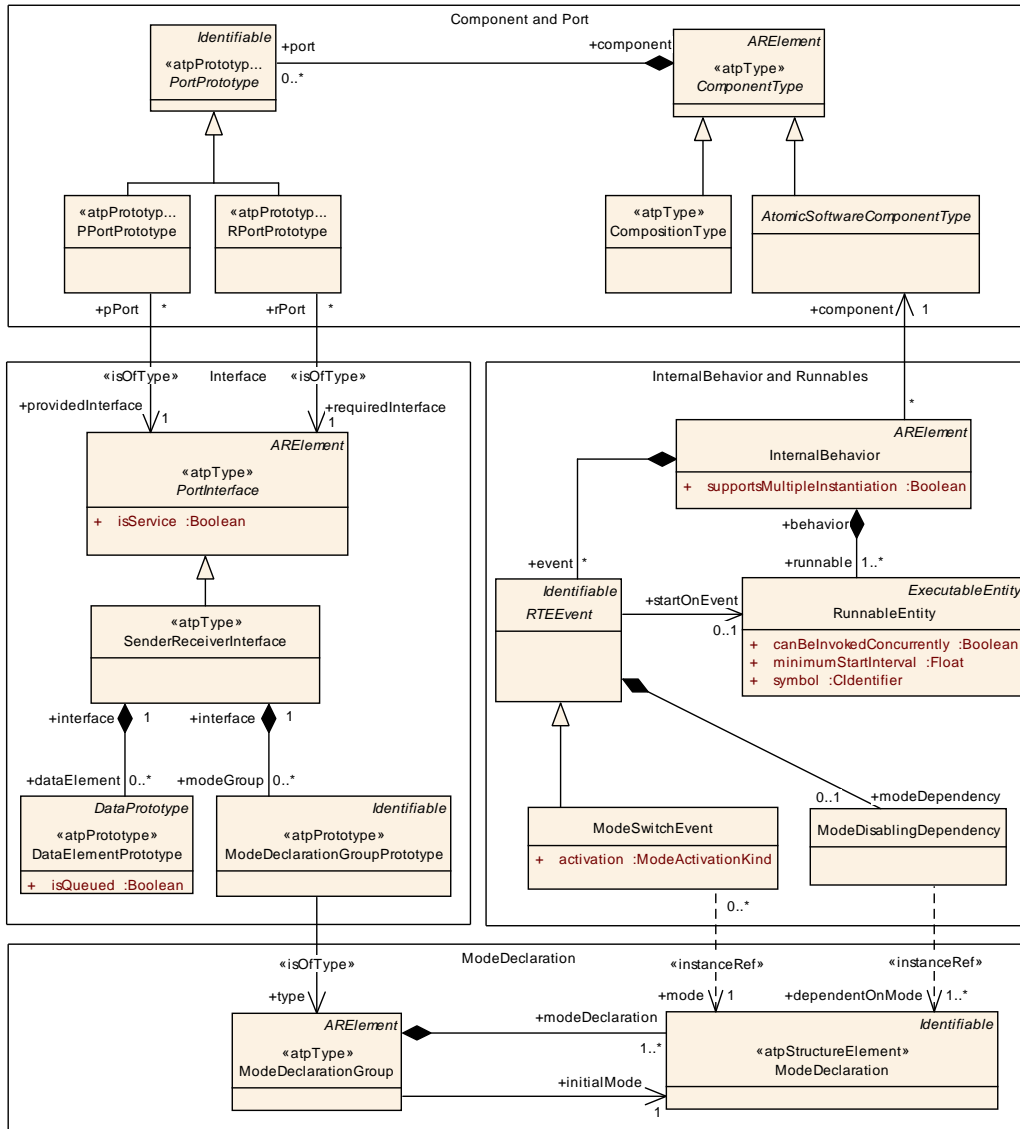 Component and Port
Identifiable
«atpPrototyp...
PortPrototype
+port
0..*
+component
ARElement
«atpType»
ComponentType
«atpPrototyp...
PPortPrototype
«atpPrototyp...
RPortPrototype
«atpType»
CompositionType
AtomicSoftwareComponentType
+pPort *
+rPort *
+component 1
«isOfType» Interface «isOfType»
+providedInterface 1
+requiredInterface
1
ARElement
«atpType»
PortInterface
+ isService :Boolean
«atpType»
SenderReceiverInterface
+interface 1
+interface 1
+dataElement 0..*
+modeGroup 0..*
DataPrototype
«atpPrototype»
DataElementPrototype
+ isQueued :Boolean
Identifiable
«atpPrototype»
ModeDeclarationGroupPrototype
InternalBehavior and Runnables
*
ARElement
InternalBehavior
+ supportsMultipleInstantiation :Boolean
+behavior
+runnable 1..*
+event *
Identifiable
RTEEvent
+startOnEvent
0..1
ExecutableEntity
RunnableEntity
+ canBeInvokedConcurrently :Boolean
+ minimumStartInterval :Float
+ symbol :CIdentifier
+modeDependency
0..1
ModeSwitchEvent
+ activation :ModeActivationKind
ModeDisablingDependency
0..*
ModeDeclaration
«isOfType»
+type
«instanceRef»
+mode 1
«instanceRef»
+dependentOnMode 1..*
ARElement
«atpType»
ModeDeclarationGroup
+modeDeclaration
1..*
+initialMode
1
Identifiable
«atpStructureElement»
ModeDeclaration